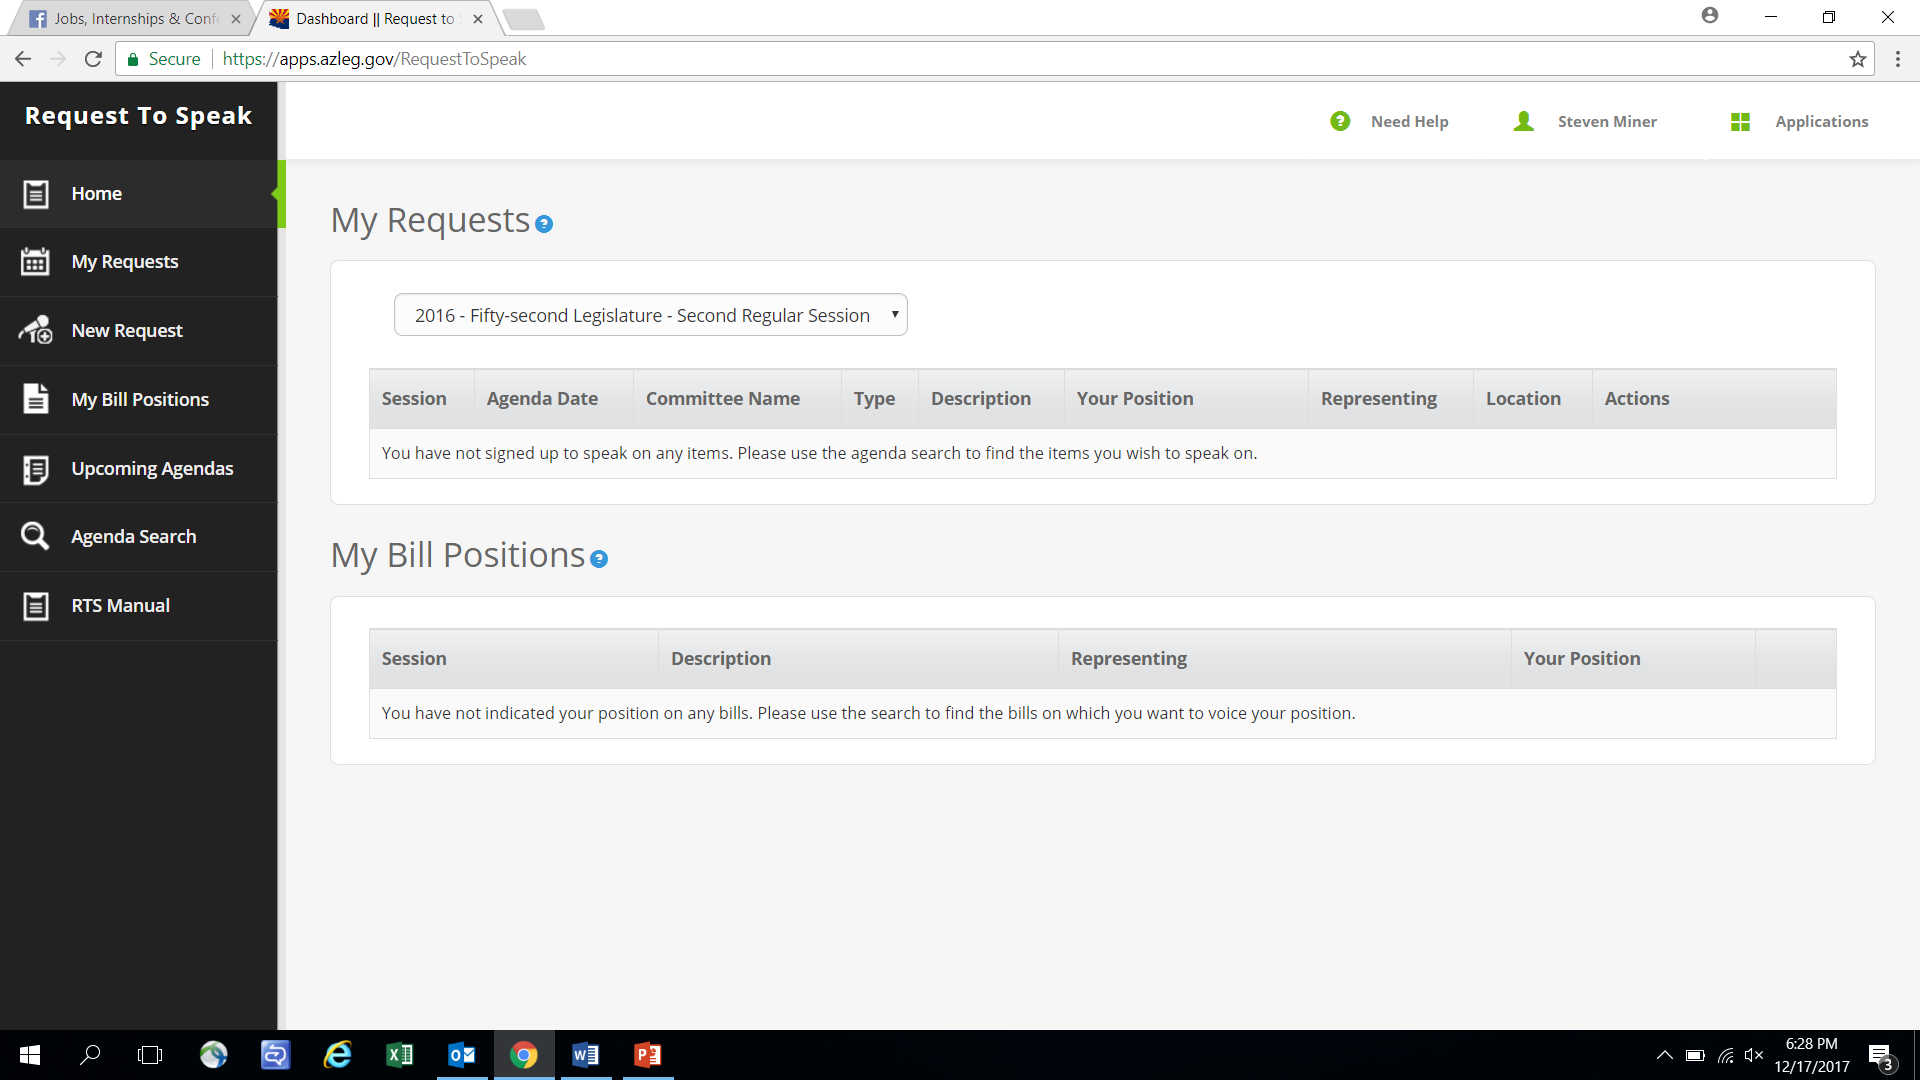 Jobs, Internships & Conf
Dashboard || Request to
Secure
https://apps.azleg.gov/RequestToSpeak
Request To Speak
Need Help
Steven Miner
Applications
Home
My Requests
New Request
My Bill Positions
Upcoming Agendas
Agenda Search
RTS Manual
My Requests ?
2016 - Fifty-second Legislature - Second Regular Session
Session Agenda Date Committee Name Type Description Your Position Representing Location Actions
You have not signed up to speak on any items. Please use the agenda search to find the items you wish to speak on.
My Bill Positions ?
Session Description Representing Your Position
You have not indicated your position on any bills. Please use the search to find the bills on which you want to voice your position.
6:28 PM
12/17/2017
3